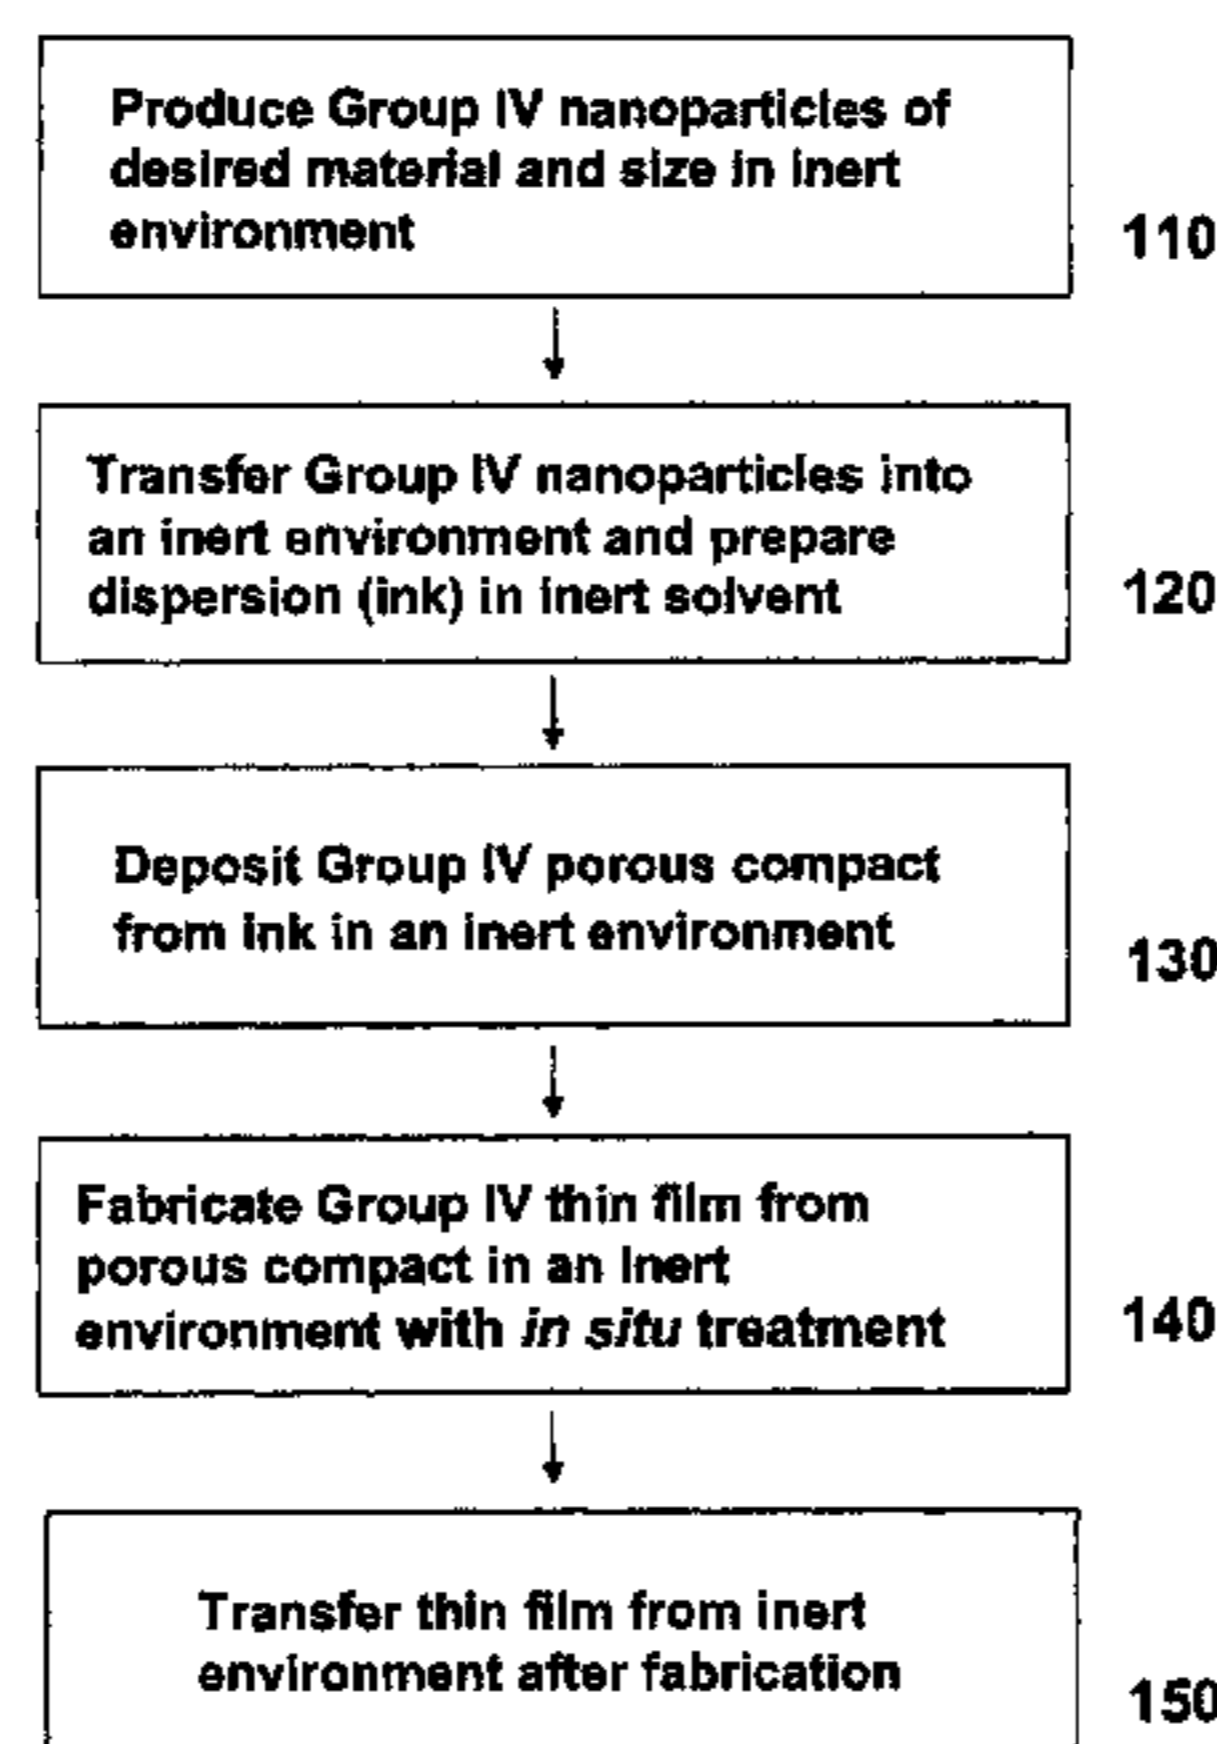 Produce Group IV nanoparticles of
desired material and size in inert
environment
110
Transfer Group IV nanoparticles into
an inert environment and prepare
dispersion (ink) in inert solvent
120
Deposit Group IV porous compact
from ink in an inert environment
130
Fabricate Group IV thin film from
porous compact in an inert
environment with in situ treatment
140
Transfer thin film from inert
environment after fabrication
150